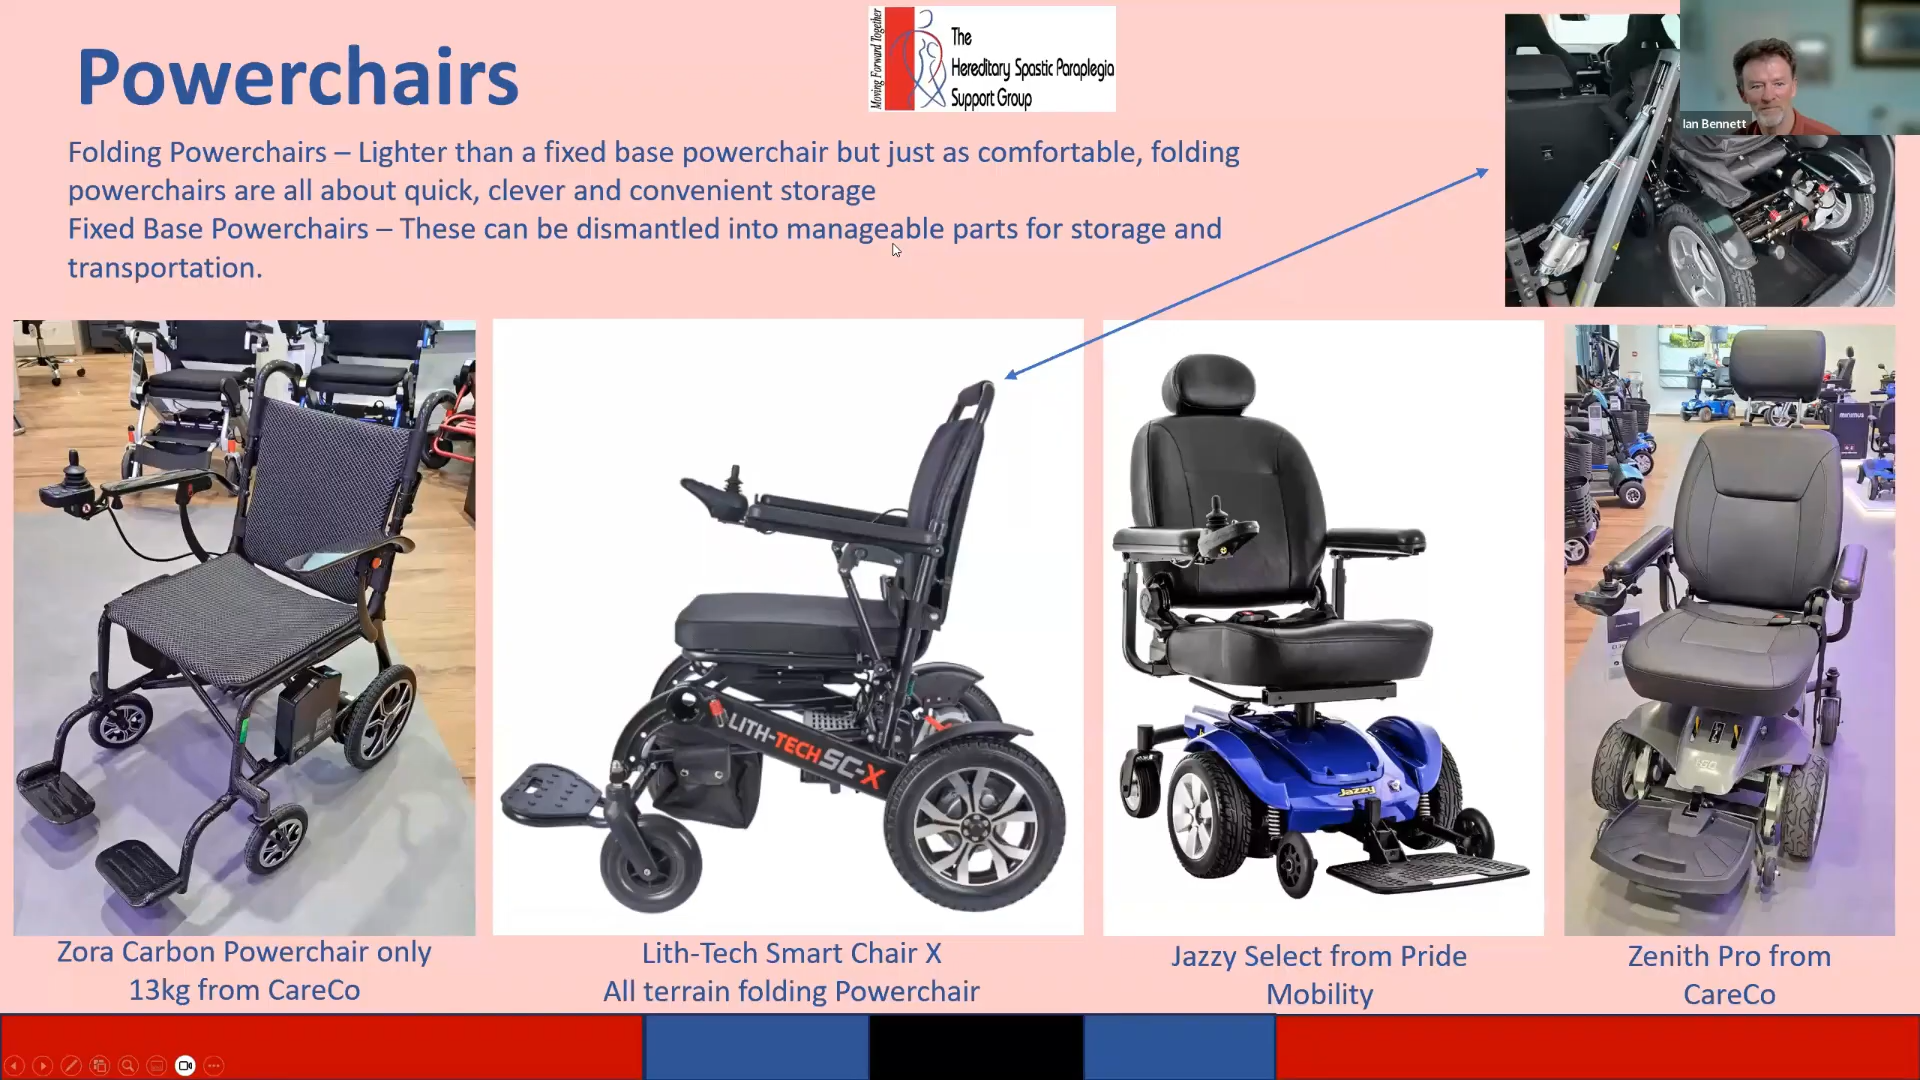 Powerchairs
Moving Forward Together
The
Hereditary Spastic Paraplegia
Support Group
Ian Bennett
Folding Powerchairs – Lighter than a fixed base powerchair but just as comfortable, folding
powerchairs are all about quick, clever and convenient storage
Fixed Base Powerchairs – These can be dismantled into manageable parts for storage and
transportation.
LITH-TECH SC-X
Jazzy
minimus
Zora Carbon Powerchair only
13kg from CareCo
Lith-Tech Smart Chair X
All terrain folding Powerchair
Jazzy Select from Pride
Mobility
Zenith Pro from
CareCo